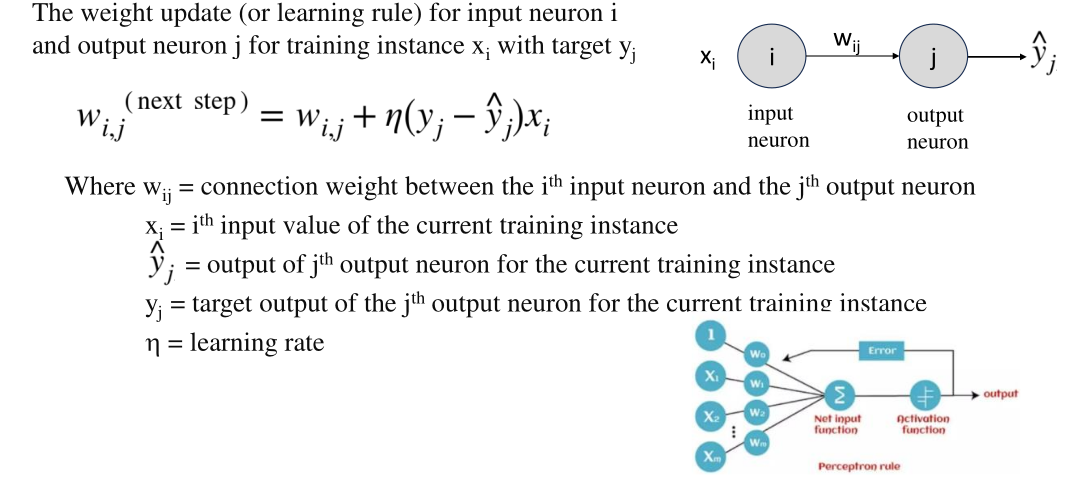 The weight update (or learning rule) for input neuron i
and output neuron j for training instance xᵢ with target yⱼ
wᵢ,ⱼ⁽ⁿᵉˣᵗ ˢᵗᵉᵖ⁾ = wᵢ,ⱼ + η(yⱼ − ŷⱼ)xᵢ
xᵢ i wᵢⱼ j ŷⱼ
input neuron
output neuron
Where wᵢⱼ = connection weight between the iᵗʰ input neuron and the jᵗʰ output neuron
xᵢ = iᵗʰ input value of the current training instance
ŷⱼ = output of jᵗʰ output neuron for the current training instance
yⱼ = target output of the jᵗʰ output neuron for the current training instance
η = learning rate
1
W₀
Error
X₁
W₁
Σ
output
X₂
W₂
Net input
function
Activation
function
⋮
Wₘ
Xₘ
Perceptron rule